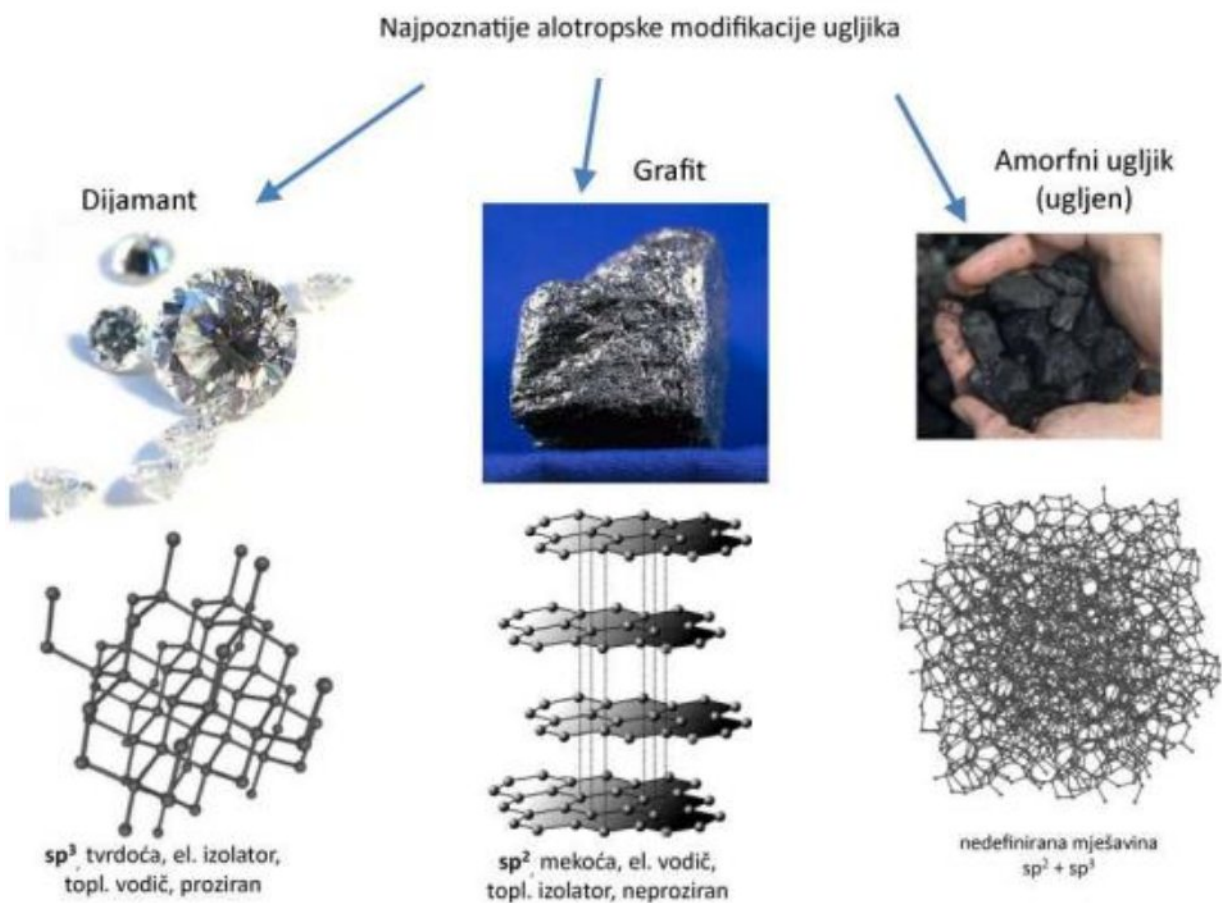 Najpoznatije alotropske modifikacije ugljika
Dijamant
Grafit
Amorfni ugljik
(ugljen)
sp³, tvrdoća, el. izolator,
topl. vodič, proziran
sp², mekoća, el. vodič,
topl. izolator, neproziran
nedefinirana mješavina
sp² + sp³